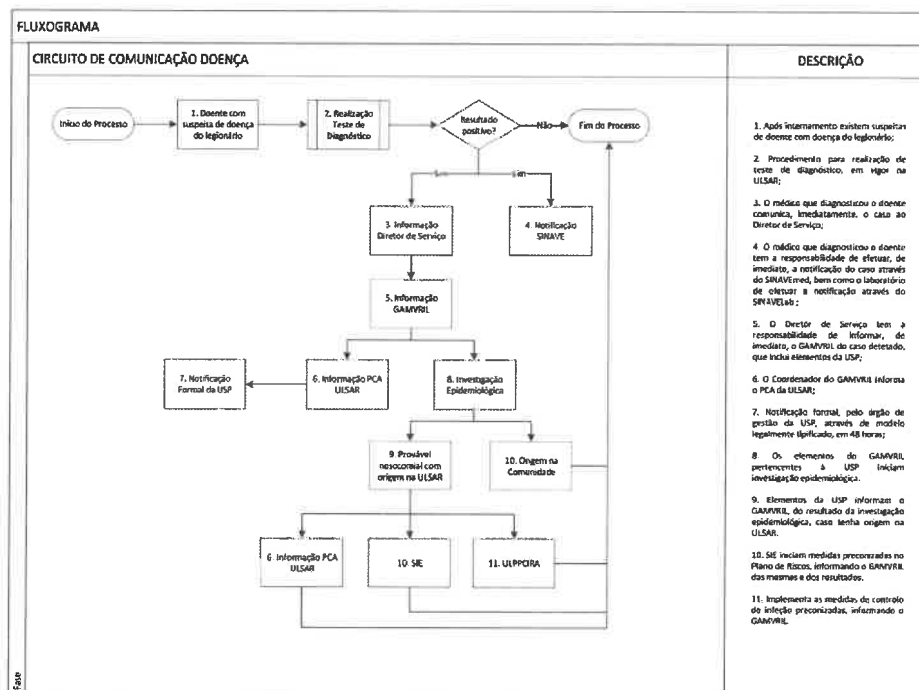 FLUXOGRAMA
CIRCUITO DE COMUNICAÇÃO DOENÇA
DESCRIÇÃO
Início do Processo
1. Doente com
suspeita de doença
do legionário
2. Realização
Teste de
Diagnóstico
Resultado
positivo?
Não
Fim do Processo
Sim
Sim
3. Informação
Diretor de Serviço
4. Notificação
SINAVE
5. Informação
GAMVRIL
7. Notificação
Formal da USP
6. Informação PCA
ULSAR
8. Investigação
Epidemiológica
9. Provável
nosocomial com
origem na ULSAR
10. Origem na
Comunidade
6. Informação PCA
ULSAR
10. SIE
11. ULPPCIRA
Fase
1. Após internamento existem suspeitas
de doente com doença do legionário;
2. Procedimento para realização de
teste de diagnóstico, em vigor na
ULSAR;
3. O médico que diagnosticou o doente
comunica, imediatamente, o caso ao
Diretor de Serviço;
4. O médico que diagnosticou o doente
tem a responsabilidade de efetuar, de
imediato, a notificação do caso através
do SINAVEmed, bem como o laboratório
de efetuar a notificação através do
SINAVELab;
5. O Diretor de Serviço tem a
responsabilidade de informar, de
imediato, o GAMVRIL do caso detetado,
que inclui elementos da USP;
6. O Coordenador do GAMVRIL informa
o PCA da ULSAR;
7. Notificação formal, pelo órgão de
gestão da USP, através de modelo
legalmente tipificado, em 48 horas;
8. Os elementos do GAMVRIL
pertencentes à USP iniciam
investigação epidemiológica.
9. Elementos da USP informam o
GAMVRIL, do resultado da investigação
epidemiológica, caso tenha origem na
ULSAR.
10. SIE iniciam medidas preconizadas no
Plano de Riscos, informando o GAMVRIL
das mesmas e dos resultados.
11. Implementa as medidas de controlo
de infeção preconizadas, informando o
GAMVRIL